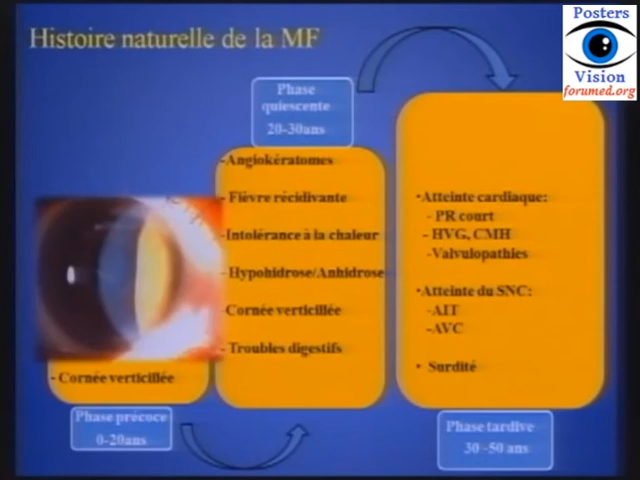 Histoire naturelle de la MF
Posters
Vision
forumed.org
Phase
quiescente
20-30ans
-Angiokératomes
- Fièvre récidivante
-Intolérance à la chaleur
- Hypohidrose/Anhidrose
Cornée verticillée
- Troubles digestifs
•Atteinte cardiaque:
- PR court
- HVG, CMH
-Valvulopathies
•Atteinte du SNC:
-AIT
-AVC
• Surdité
- Cornée verticillée
Phase précoce
0-20ans
Phase tardive
30 -50 ans